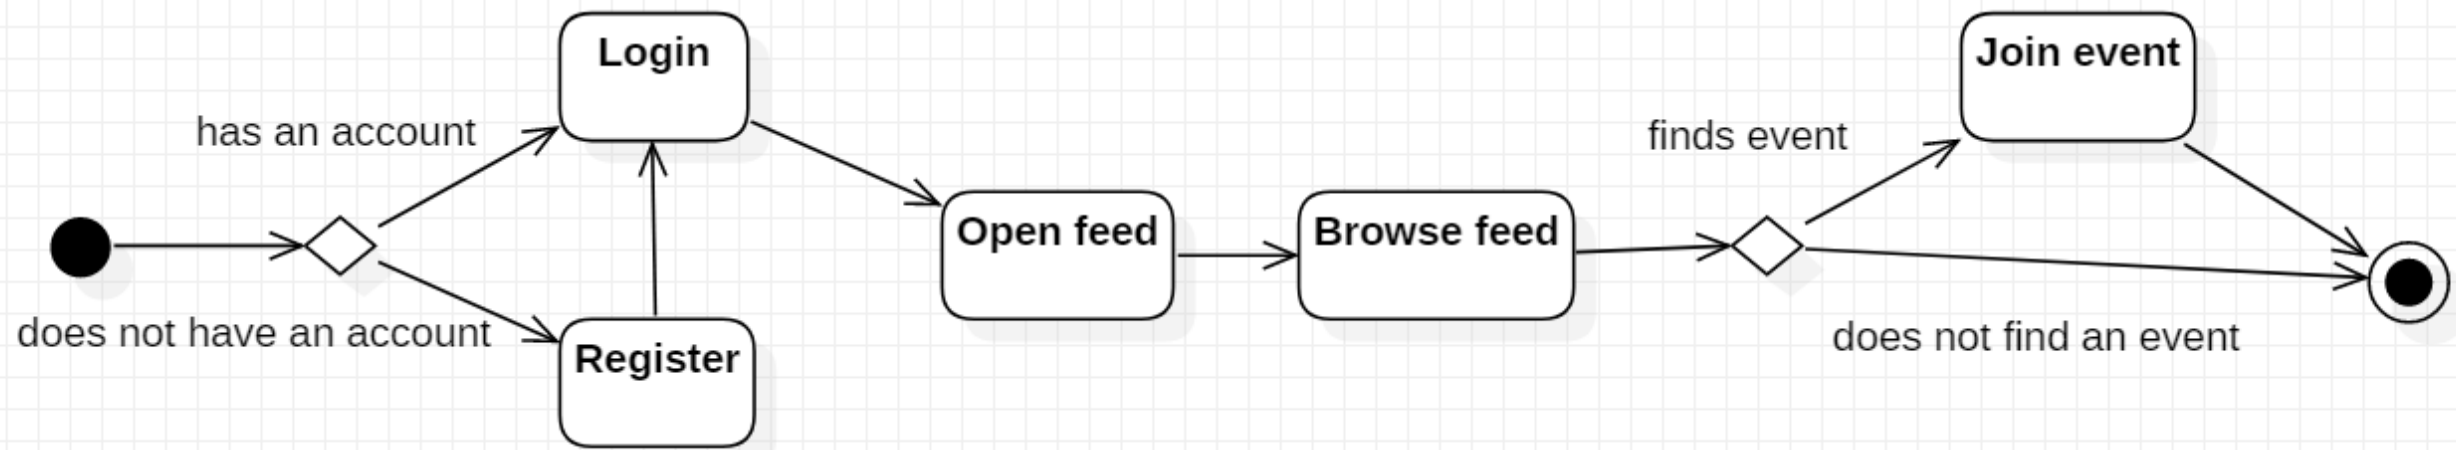 Login
Join event
has an account
finds event
Open feed
Browse feed
does not have an account
does not find an event
Register